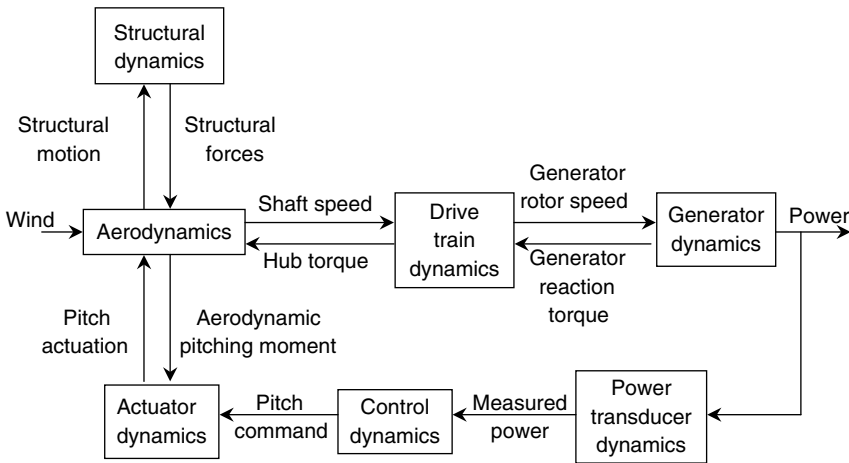 Structural
dynamics
Structural
motion
Structural
forces
Wind
Aerodynamics
Shaft speed
Hub torque
Drive
train
dynamics
Generator
rotor speed
Generator
reaction
torque
Generator
dynamics
Power
Pitch
actuation
Aerodynamic
pitching moment
Actuator
dynamics
Pitch
command
Control
dynamics
Measured
power
Power
transducer
dynamics